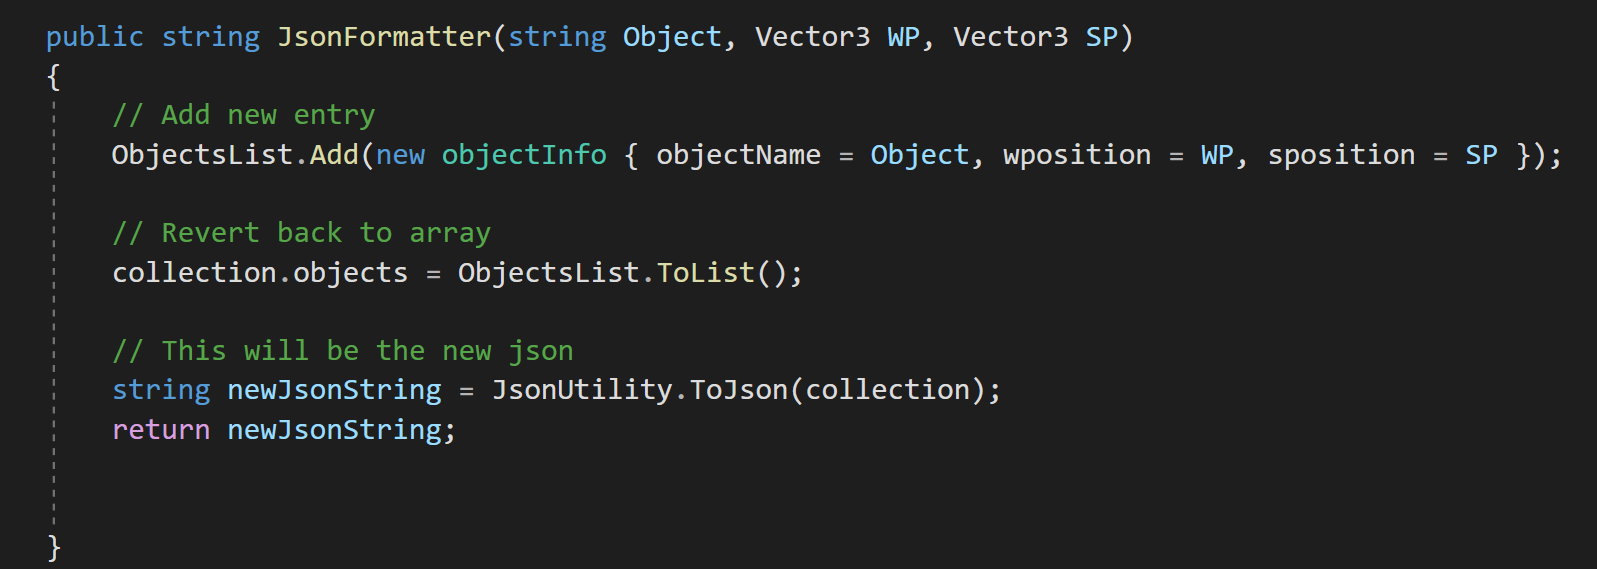 public string JsonFormatter(string Object, Vector3 WP, Vector3 SP)
{
// Add new entry
ObjectsList.Add(new objectInfo { objectName = Object, wposition = WP, sposition = SP });
// Revert back to array
collection.objects = ObjectsList.ToList();
// This will be the new json
string newJsonString = JsonUtility.ToJson(collection);
return newJsonString;
}